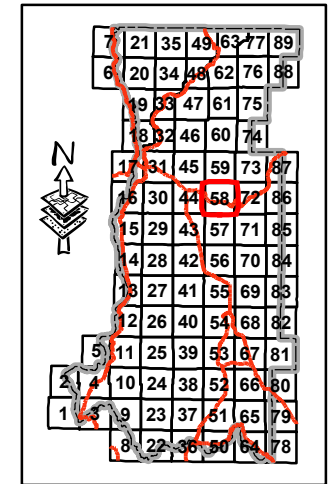 7 21 35 49 63 77 89
6 20 34 48 62 76 88
19 33 47 61 75
18 32 46 60 74
N
17 31 45 59 73 87
16 30 44 58 72 86
15 29 43 57 71 85
14 28 42 56 70 84
13 27 41 55 69 83
12 26 40 54 68 82
5 11 25 39 53 67 81
2 4 10 24 38 52 66 80
1 3 9 23 37 51 65 79
8 22 36 50 64 78